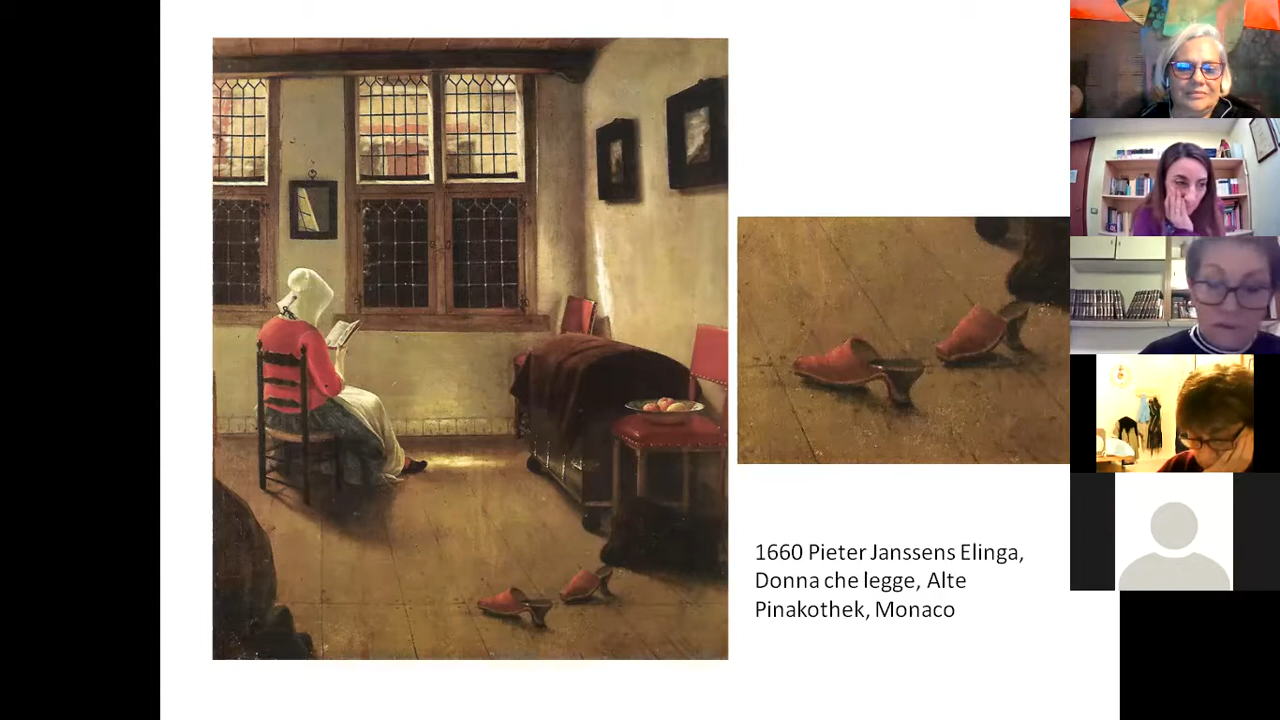 1660 Pieter Janssens Elinga,
Donna che legge, Alte
Pinakothek, Monaco